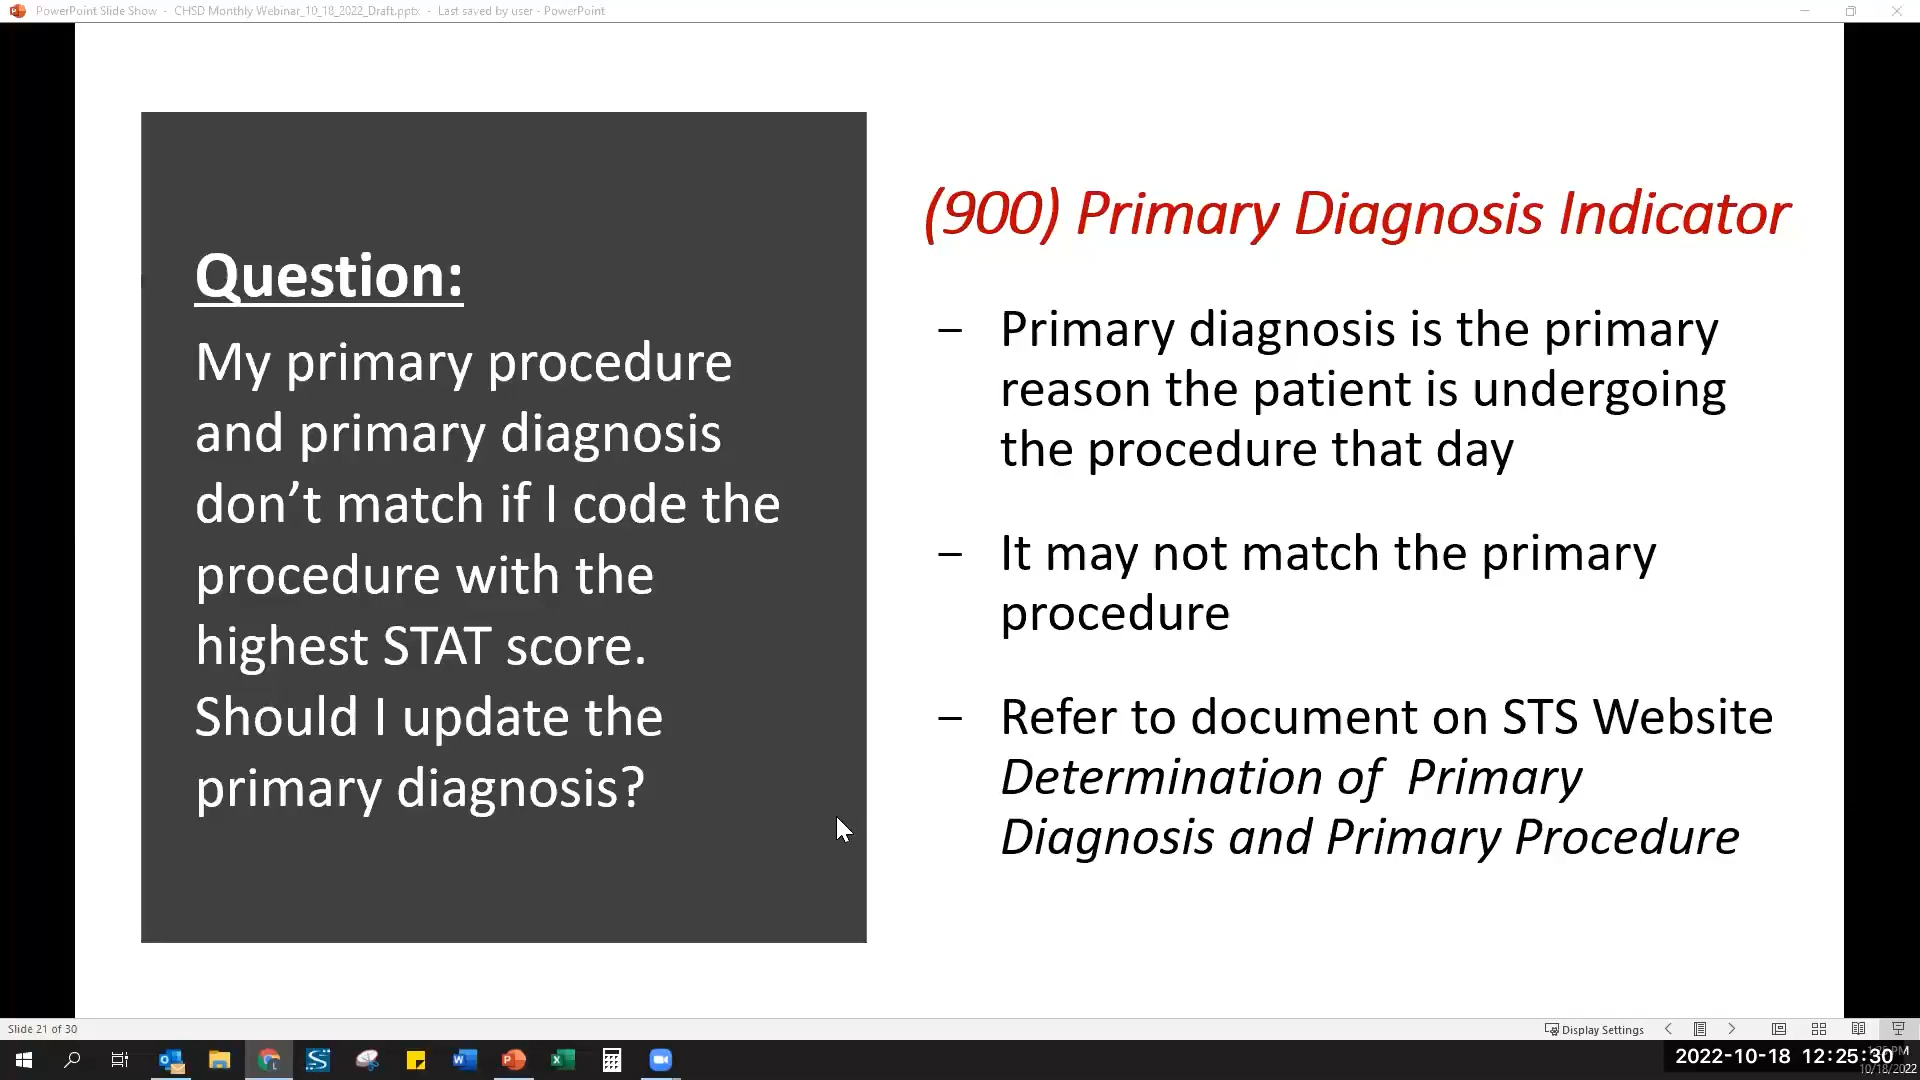 PowerPoint Slide Show - CHSD Monthly Webinar_10_18_2022_Draft.pptx - Last saved by user - PowerPoint
Question:
My primary procedure
and primary diagnosis
don’t match if I code the
procedure with the
highest STAT score.
Should I update the
primary diagnosis?
(900) Primary Diagnosis Indicator
– Primary diagnosis is the primary
reason the patient is undergoing
the procedure that day
– It may not match the primary
procedure
– Refer to document on STS Website
Determination of Primary
Diagnosis and Primary Procedure
Slide 21 of 30
Display Settings
2022-10-18 12:25:30
10/18/2022